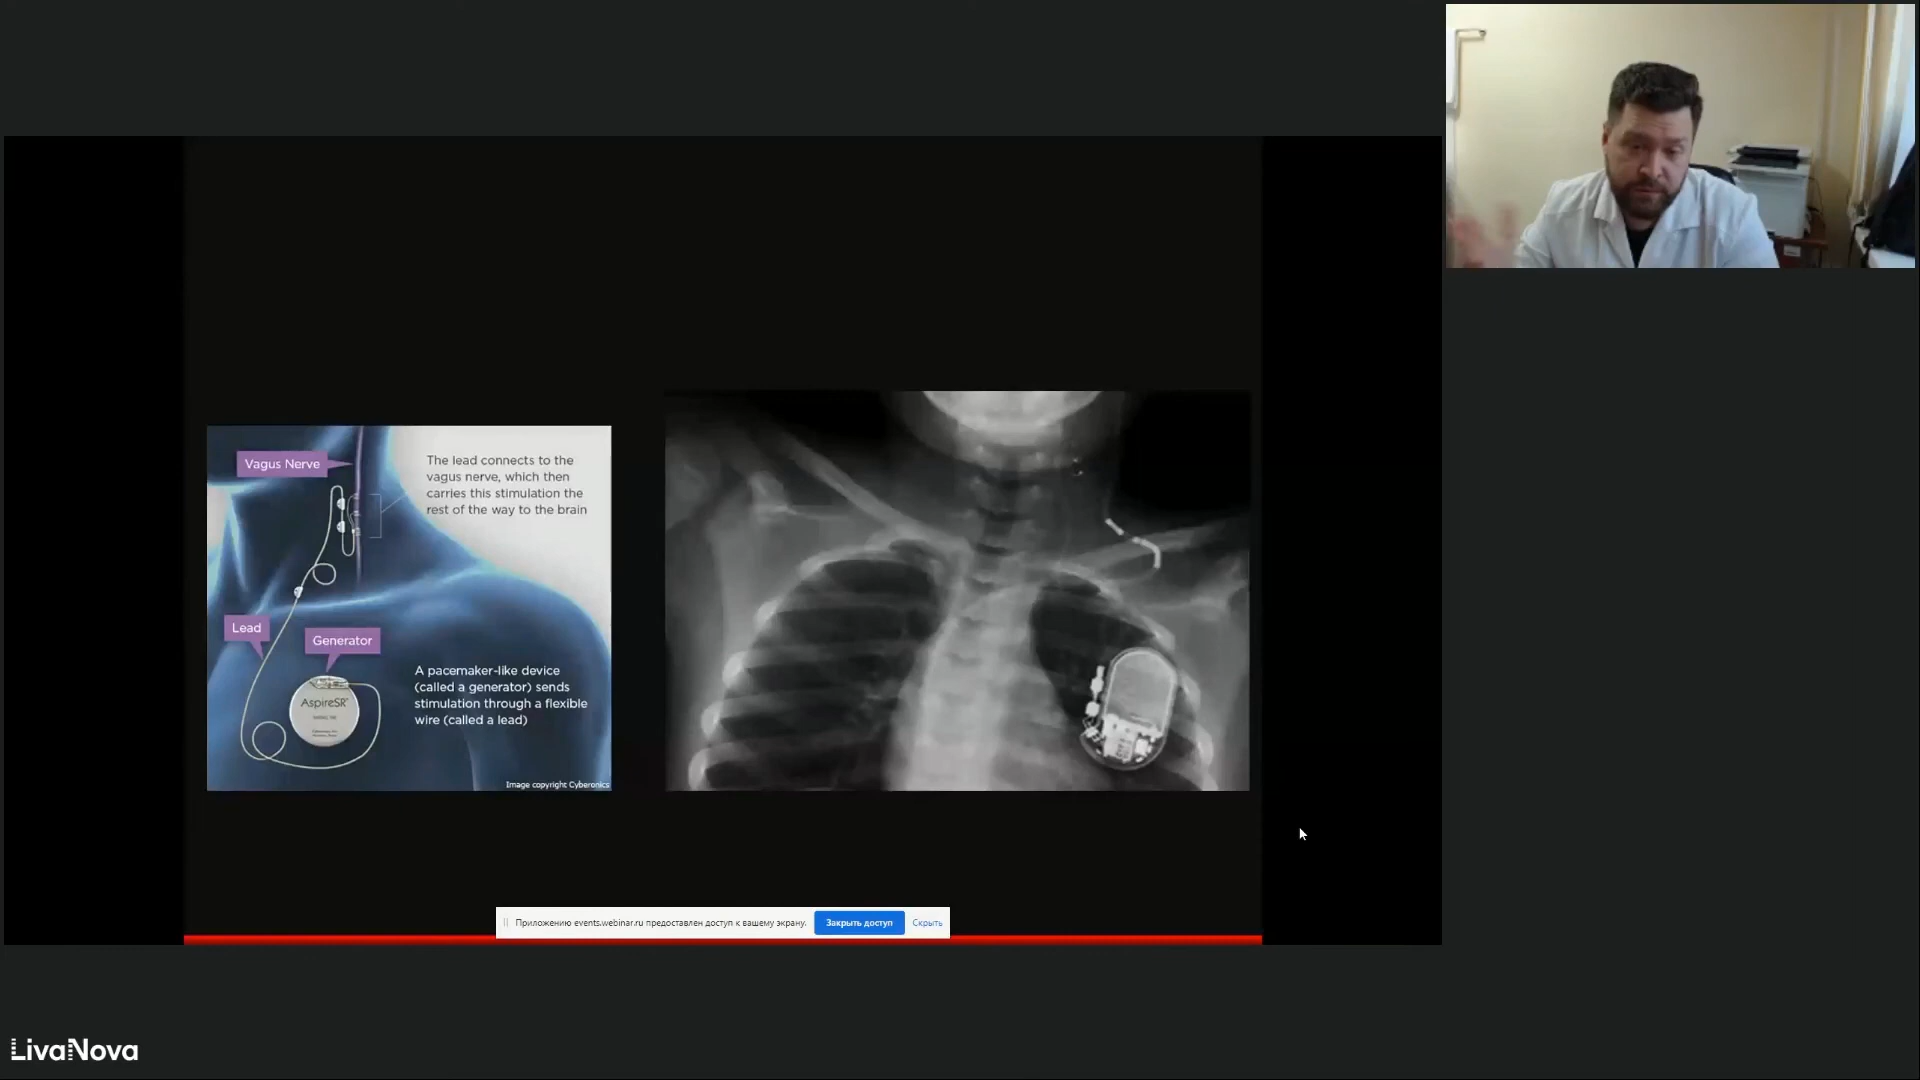 Vagus Nerve
The lead connects to the
vagus nerve, which then
carries this stimulation the
rest of the way to the brain
Lead
Generator
AspireSR
A pacemaker-like device
(called a generator) sends
stimulation through a flexible
wire (called a lead)
Image copyright Cyberonics
Приложению events.webinar.ru предоставлен доступ к вашему экрану.
Закрыть доступ
Скрыть
LivaNova